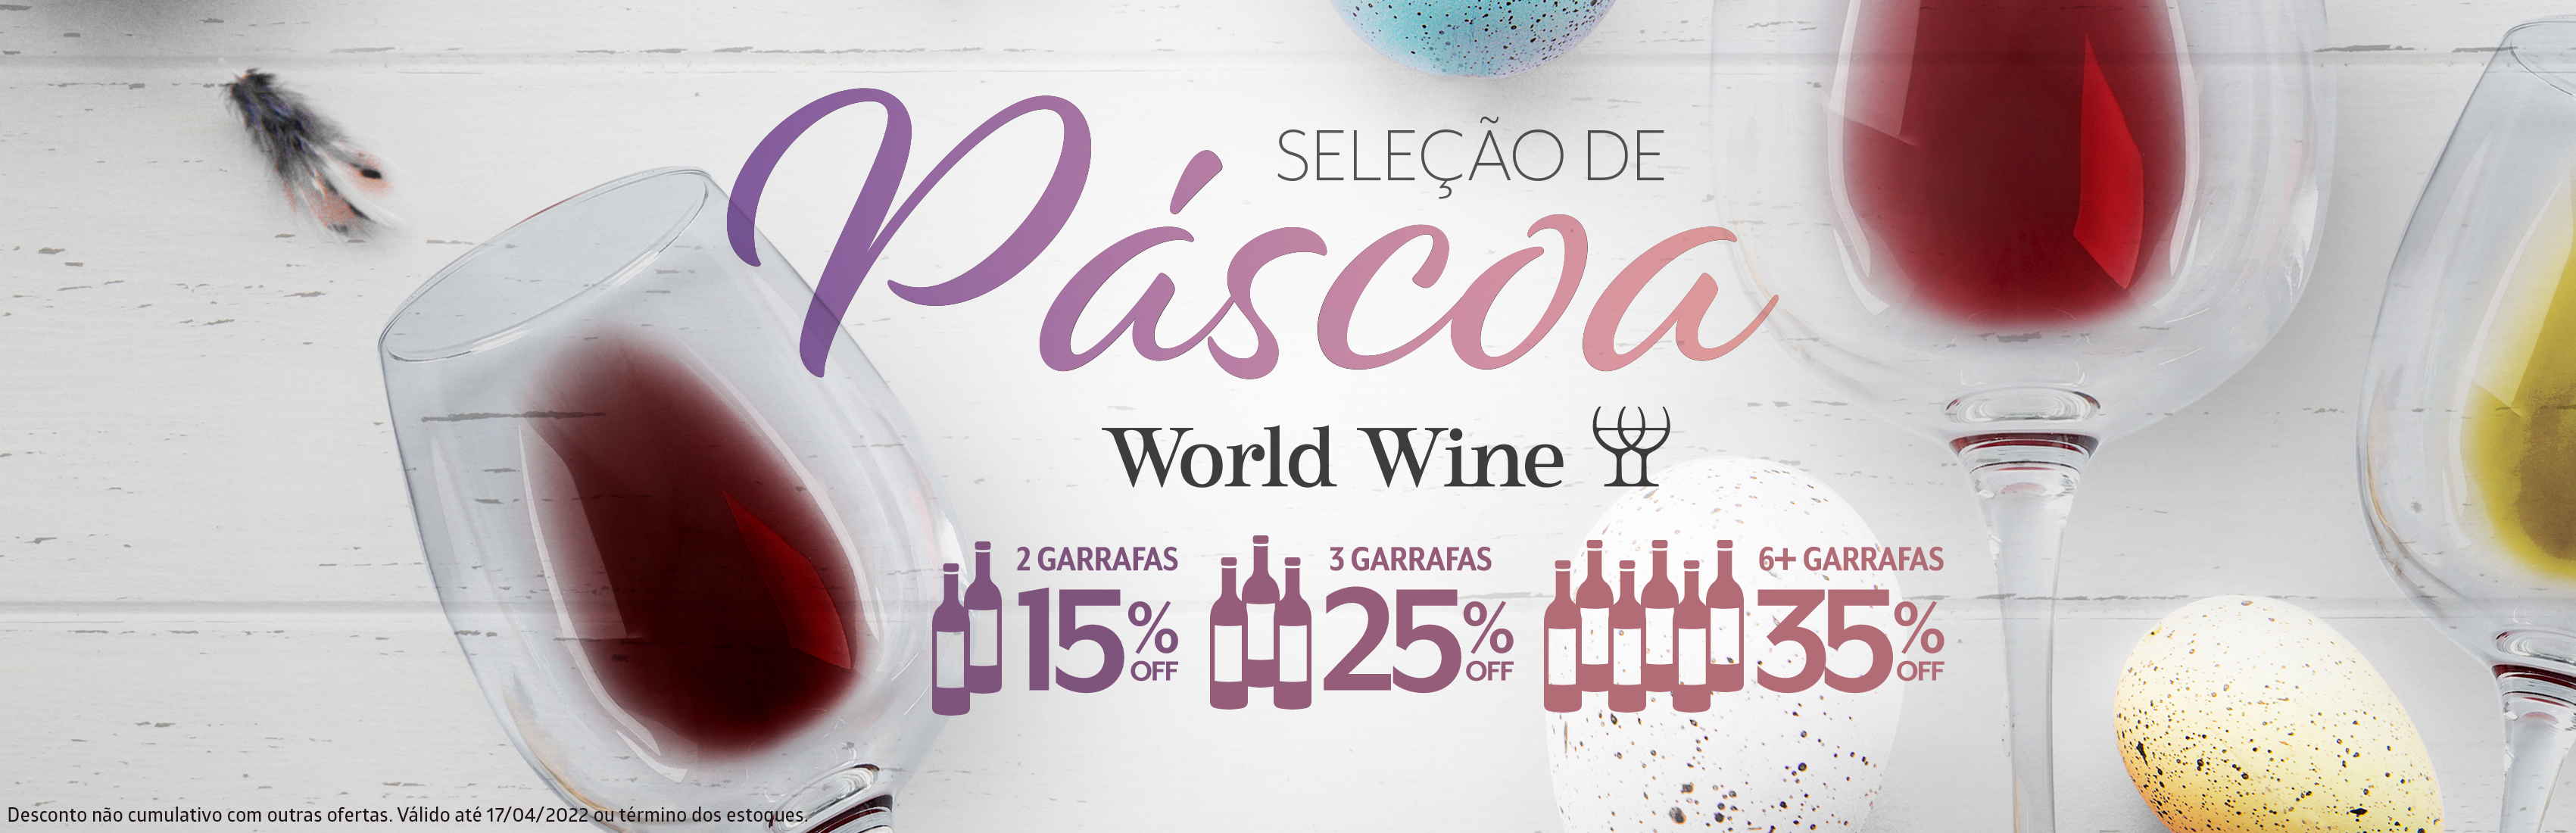 SELEÇÃO DE
Páscoa
World Wine
2 GARRAFAS
15% OFF
3 GARRAFAS
25% OFF
6+ GARRAFAS
35% OFF
Desconto não cumulativo com outras ofertas. Válido até 17/04/2022 ou término dos estoques.